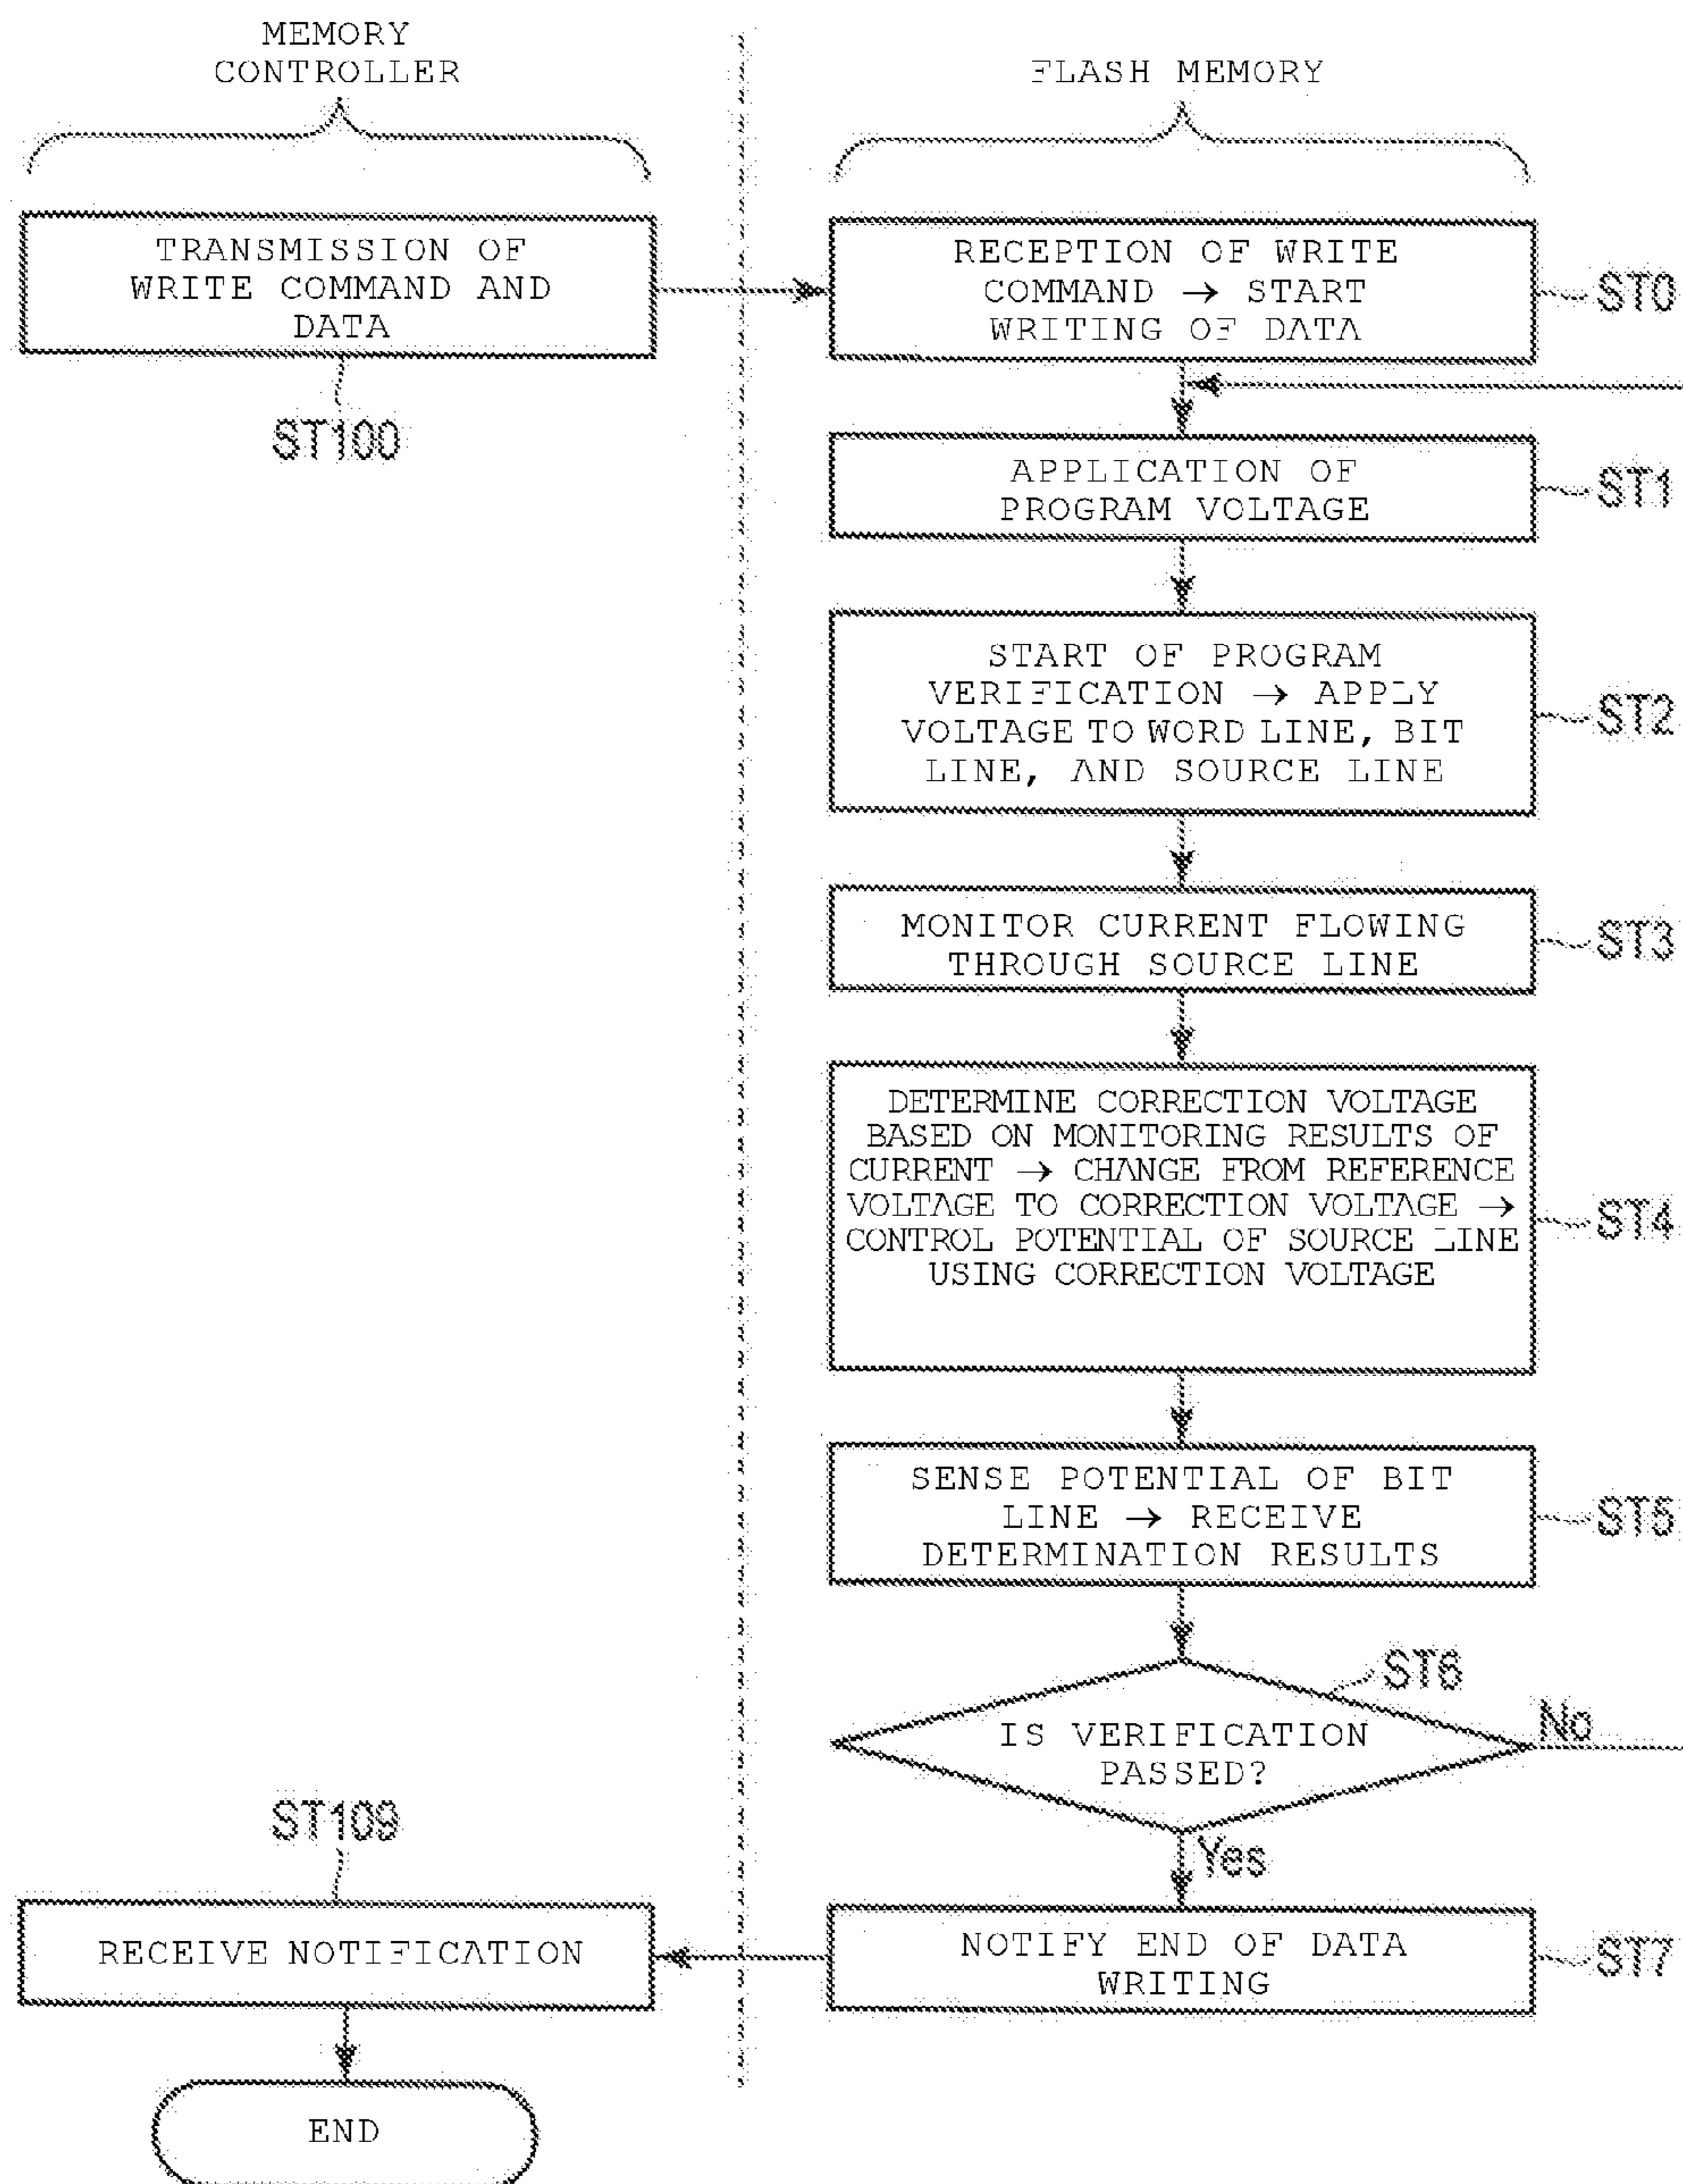 MEMORY
CONTROLLER
FLASH MEMORY
TRANSMISSION OF
WRITE COMMAND AND
DATA
ST100
RECEPTION OF WRITE
COMMAND → START
WRITING OF DATA
ST0
APPLICATION OF
PROGRAM VOLTAGE
ST1
START OF PROGRAM
VERIFICATION → APPLY
VOLTAGE TO WORD LINE, BIT
LINE, AND SOURCE LINE
ST2
MONITOR CURRENT FLOWING
THROUGH SOURCE LINE
ST3
DETERMINE CORRECTION VOLTAGE
BASED ON MONITORING RESULTS OF
CURRENT → CHANGE FROM REFERENCE
VOLTAGE TO CORRECTION VOLTAGE →
CONTROL POTENTIAL OF SOURCE LINE
USING CORRECTION VOLTAGE
ST4
SENSE POTENTIAL OF BIT
LINE → RECEIVE
DETERMINATION RESULTS
ST5
ST6
IS VERIFICATION
PASSED?
No
Yes
NOTIFY END OF DATA
WRITING
ST7
ST109
RECEIVE NOTIFICATION
END